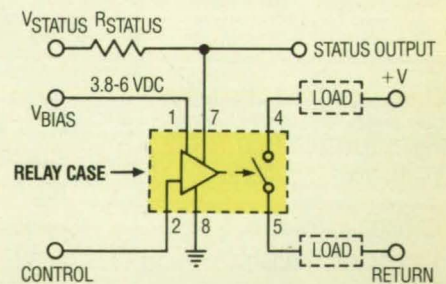 VSTATUS RSTATUS
STATUS OUTPUT
3.8-6 VDC
+V
VBIAS
LOAD
1 7 4
RELAY CASE
2 8 5
LOAD
CONTROL
RETURN